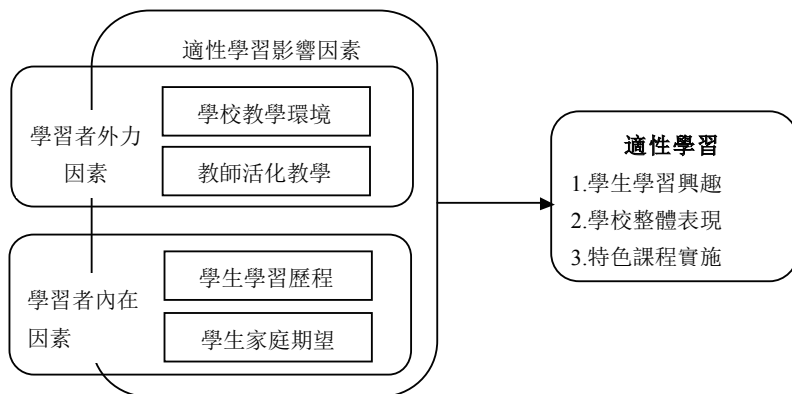 適性學習影響因素
學習者外力
因素
學校教學環境
教師活化教學
學習者內在
因素
學生學習歷程
學生家庭期望
適性學習
1.學生學習興趣
2.學校整體表現
3.特色課程實施